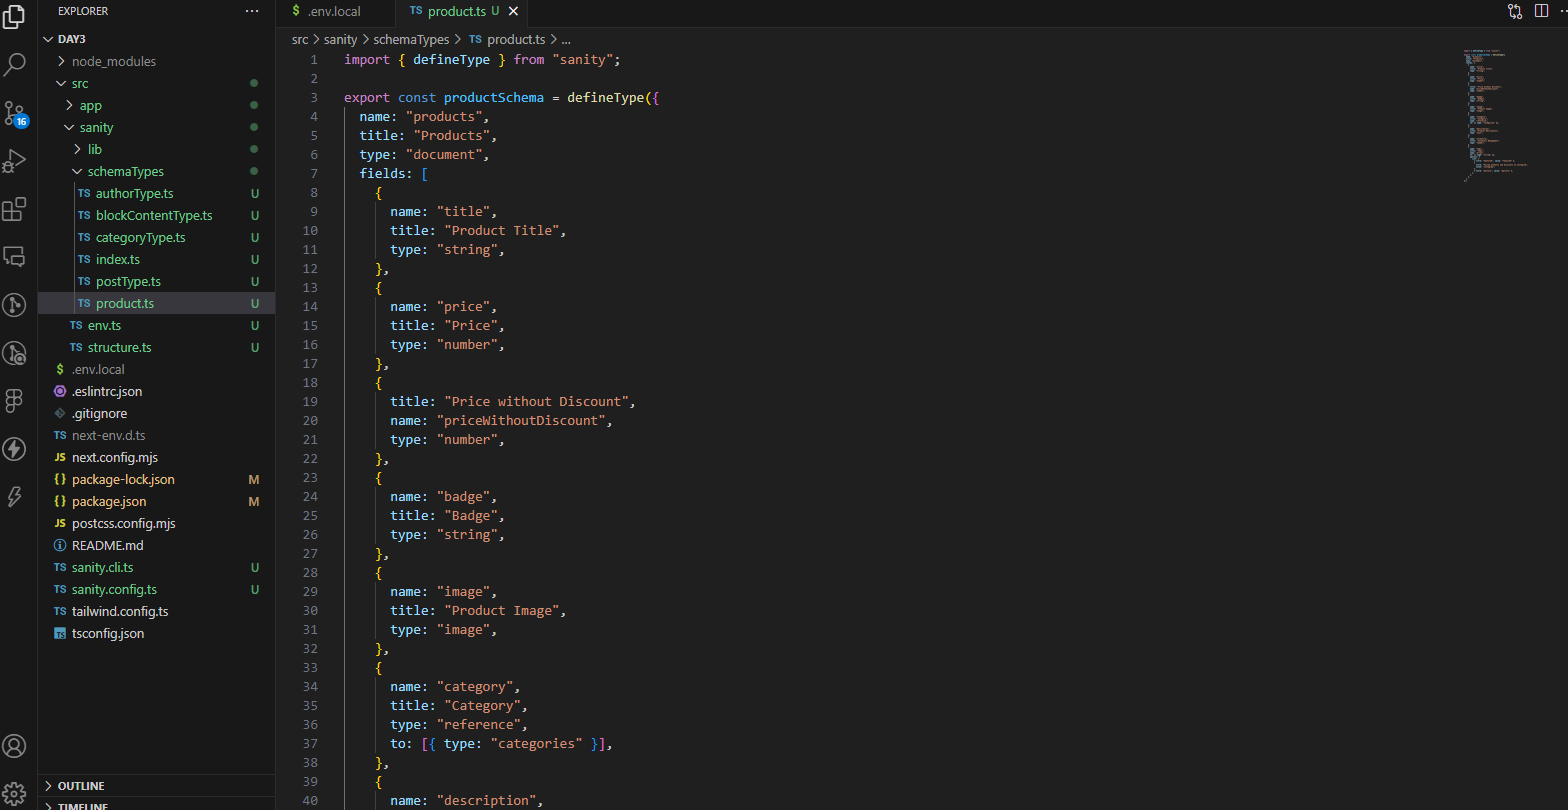 EXPLORER
DAY3
node_modules
src
app
sanity
lib
schemaTypes
TS authorType.ts U
TS blockContentType.ts U
TS categoryType.ts U
TS index.ts U
TS postType.ts U
TS product.ts U
TS env.ts U
TS structure.ts U
$ .env.local
.eslintrc.json
.gitignore
TS next-env.d.ts
JS next.config.mjs
{} package-lock.json M
{} package.json M
JS postcss.config.mjs
README.md
TS sanity.cli.ts U
TS sanity.config.ts U
TS tailwind.config.ts
TS tsconfig.json
OUTLINE
TIMELINE
16
$ .env.local
TS product.ts U
src > sanity > schemaTypes > TS product.ts > ...
1 import { defineType } from "sanity";
2
3 export const productSchema = defineType({
4 name: "products",
5 title: "Products",
6 type: "document",
7 fields: [
8 {
9 name: "title",
10 title: "Product Title",
11 type: "string",
12 },
13 {
14 name: "price",
15 title: "Price",
16 type: "number",
17 },
18 {
19 title: "Price without Discount",
20 name: "priceWithoutDiscount",
21 type: "number",
22 },
23 {
24 name: "badge",
25 title: "Badge",
26 type: "string",
27 },
28 {
29 name: "image",
30 title: "Product Image",
31 type: "image",
32 },
33 {
34 name: "category",
35 title: "Category",
36 type: "reference",
37 to: [{ type: "categories" }],
38 },
39 {
40 name: "description",